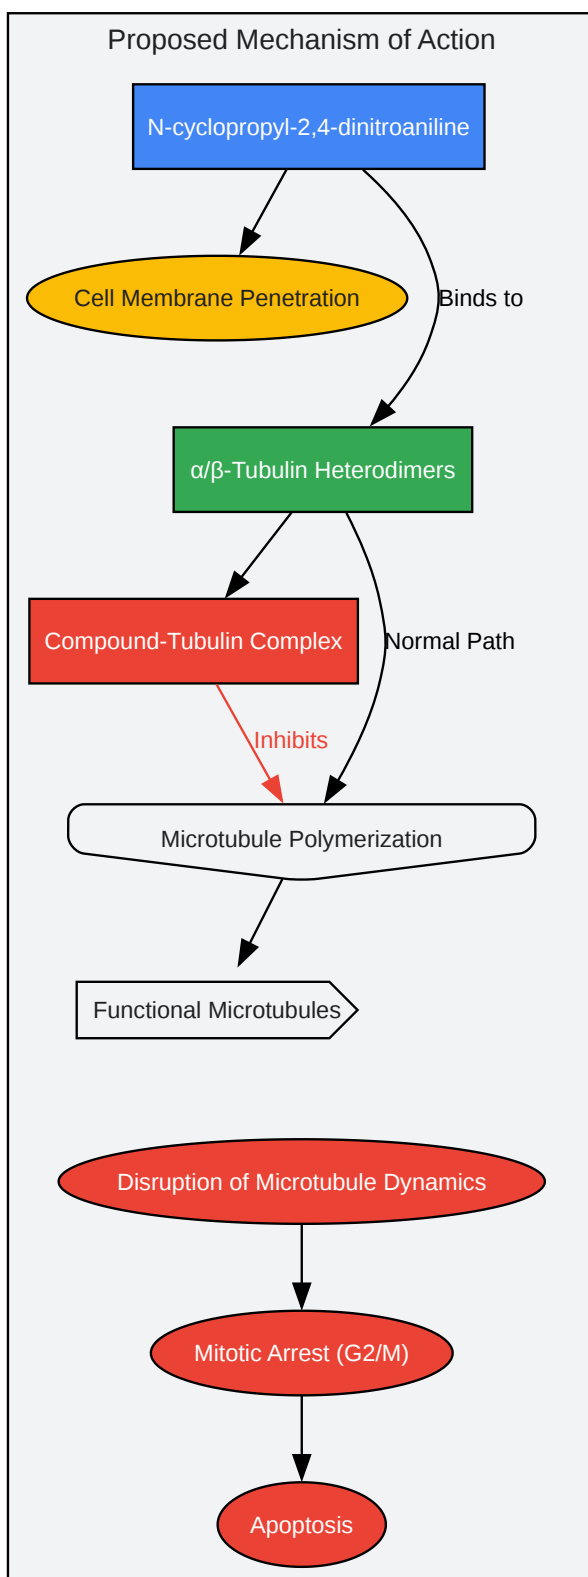 Proposed Mechanism of Action
N-cyclopropyl-2,4-dinitroaniline
Cell Membrane Penetration
Binds to
α/β-Tubulin Heterodimers
Compound-Tubulin Complex
Normal Path
Inhibits
Microtubule Polymerization
Functional Microtubules
Disruption of Microtubule Dynamics
Mitotic Arrest (G2/M)
Apoptosis